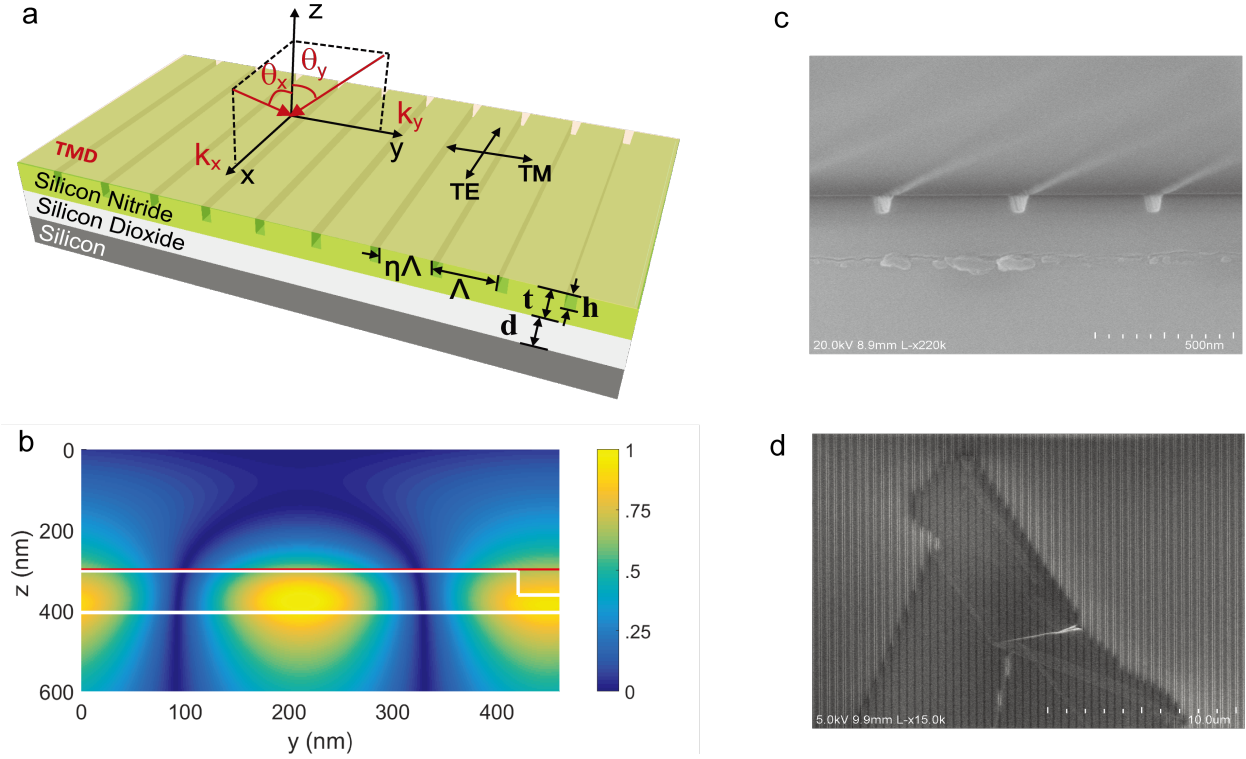 a
z
θx
θy
ky
kx
y
x
TMD
TE
TM
Silicon Nitride
Silicon Dioxide
Silicon
ηΛ
Λ
t
h
d
b
0
200
400
600
z (nm)
0
100
200
300
400
y (nm)
1
.75
.5
.25
0
c
20.0kV 8.9mm L-x220k
500nm
d
5.0kV 9.9mm L-x15.0k
10.0um